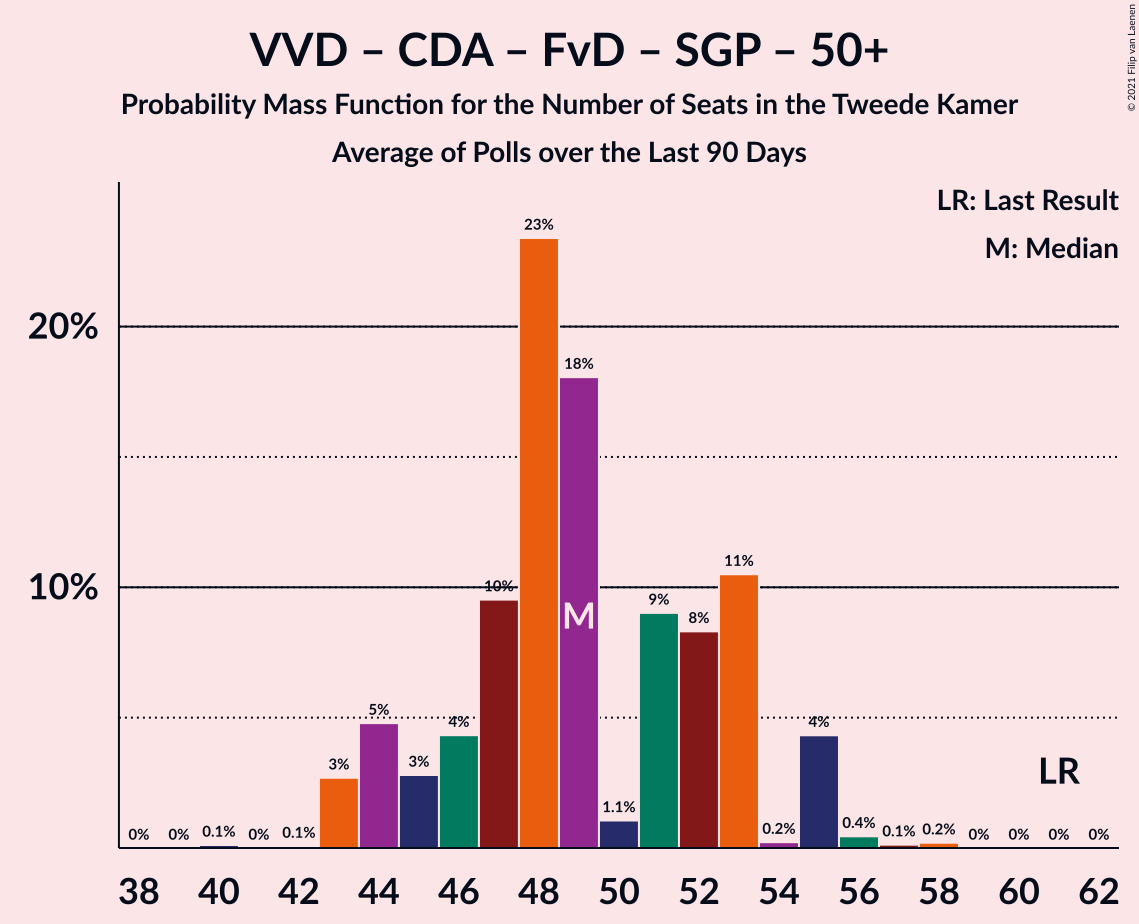 VVD – CDA – FvD – SGP – 50+
Probability Mass Function for the Number of Seats in the Tweede Kamer
Average of Polls over the Last 90 Days
© 2021 Filip van Laenen
LR: Last Result
M: Median
20%
10%
0% 0% 0.1% 0% 0.1% 3% 5% 3% 4% 10% 23% 18% 1.1% 9% 8% 11% 0.2% 4% 0.4% 0.1% 0.2% 0% 0% 0% 0%
M
LR
38 40 42 44 46 48 50 52 54 56 58 60 62